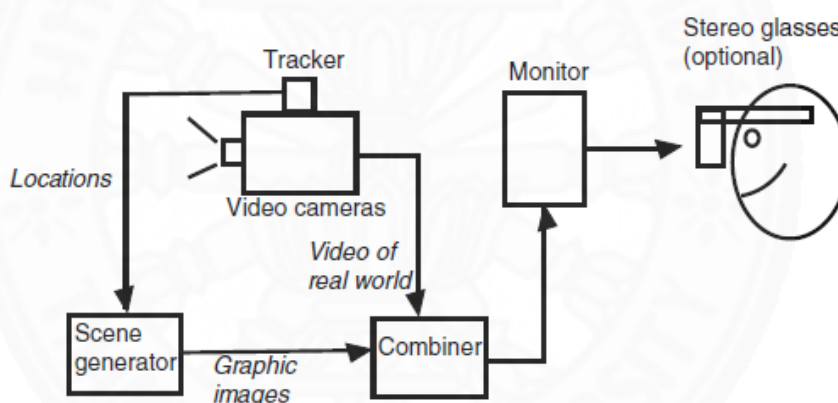 Stereo glasses
(optional)
Tracker
Monitor
Locations
Video cameras
Video of
real world
Scene
generator
Combiner
Graphic
images